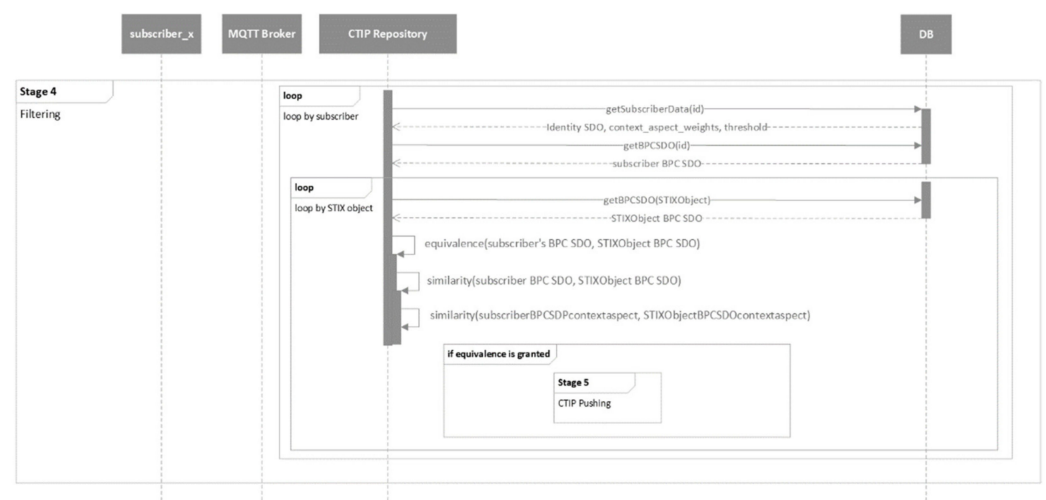 subscriber_x
MQTT Broker
CTIP Repository
DB
Stage 4
Filtering
loop
loop by subscriber
getSubscriberData(id)
Identity SDO, context_aspect_weights, threshold
getBPCSDO(id)
subscriber BPC SDO
loop
loop by STIX object
getBPCSDO(STIXObject)
STIXObject BPC SDO
equivalence(subscriber's BPC SDO, STIXObject BPC SDO)
similarity(subscriber BPC SDO, STIXObject BPC SDO)
similarity(subscriberBPCSDPcontextaspect, STIXObjectBPCSDOcontextaspect)
if equivalence is granted
Stage 5
CTIP Pushing